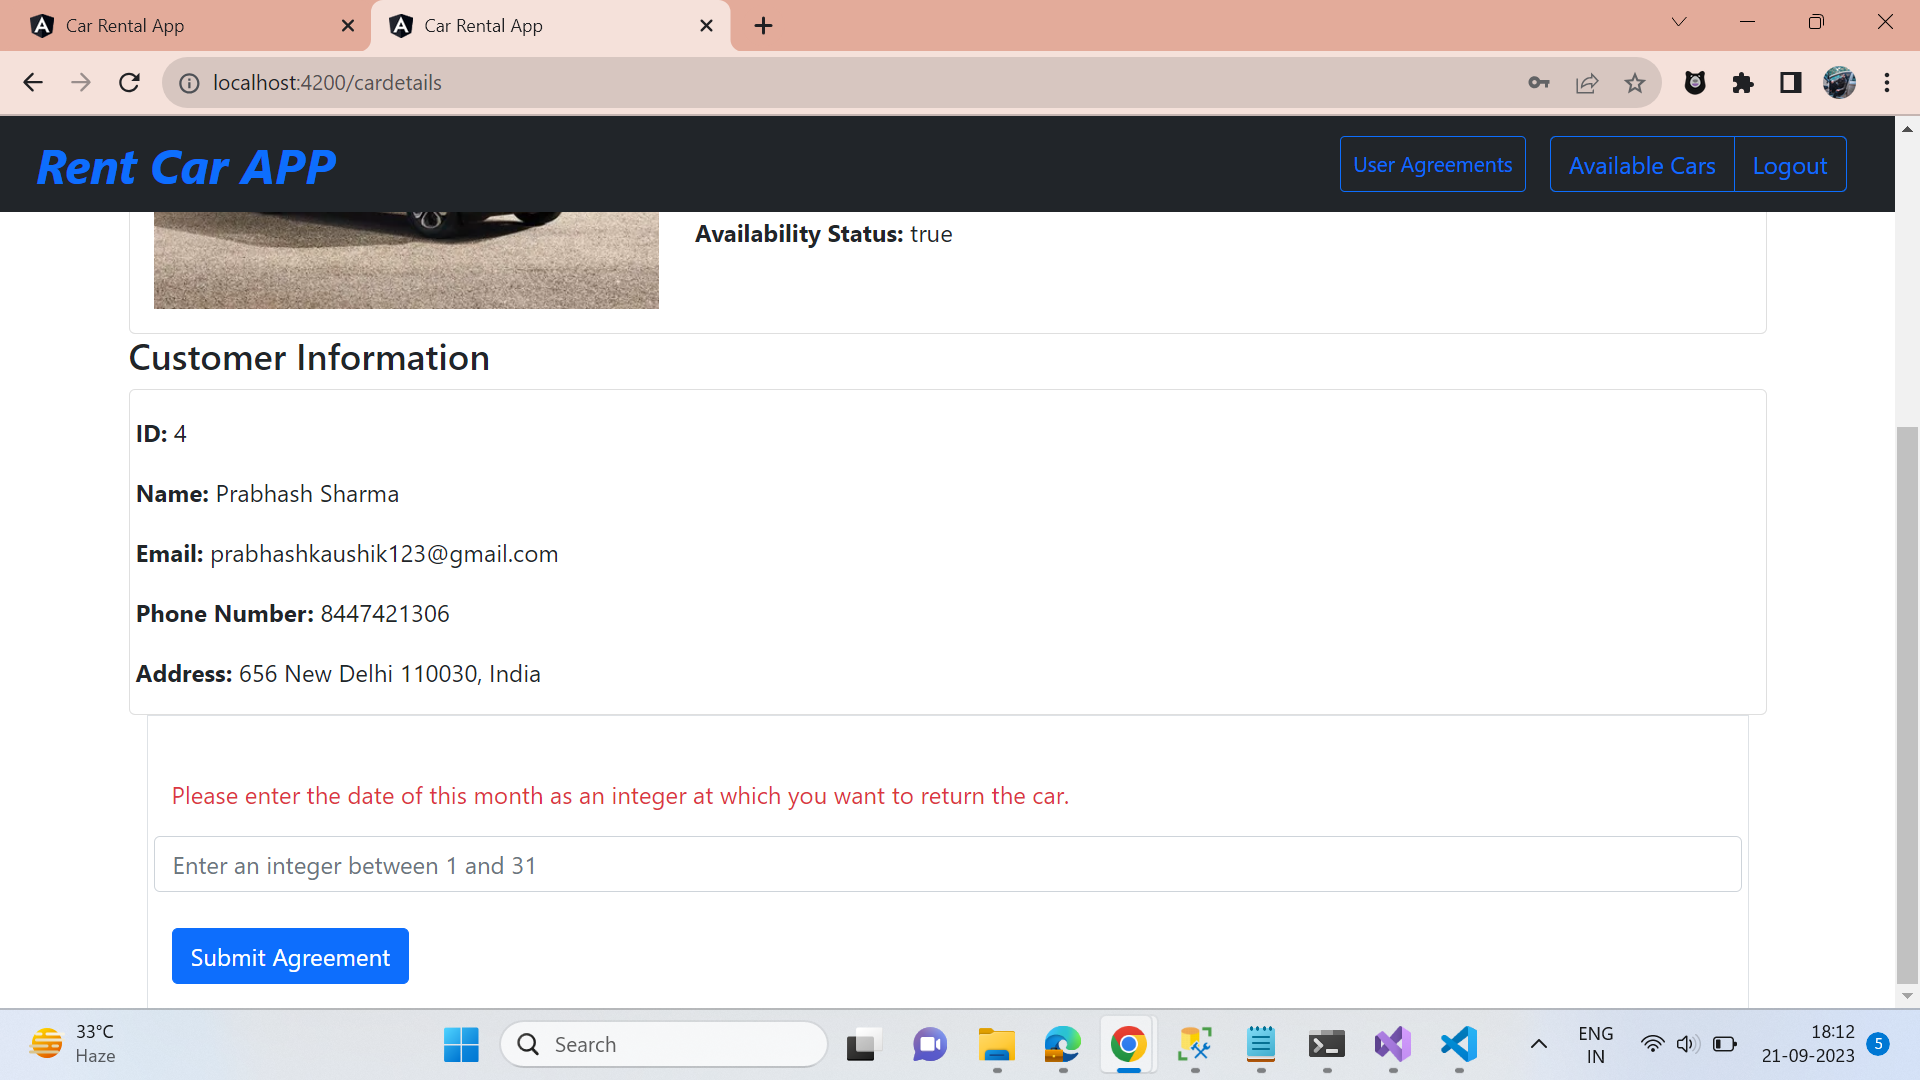 Car Rental App
Car Rental App
localhost:4200/cardetails
Rent Car APP
User Agreements
Available Cars
Logout
Availability Status: true
Customer Information
ID: 4
Name: Prabhash Sharma
Email: prabhashkaushik123@gmail.com
Phone Number: 8447421306
Address: 656 New Delhi 110030, India
Please enter the date of this month as an integer at which you want to return the car.
Enter an integer between 1 and 31
Submit Agreement
33°C
Haze
Search
ENG
IN
18:12
21-09-2023
5